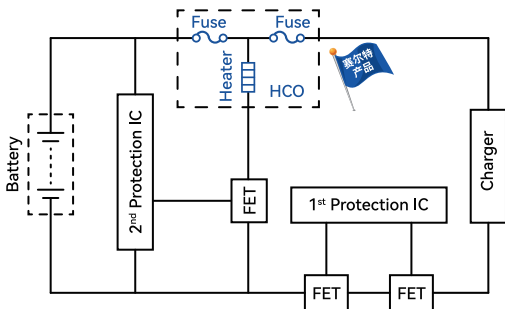 Fuse
Fuse
Heater
HCO
赛尔特
产品
Battery
2nd Protection IC
FET
1st Protection IC
Charger
FET
FET